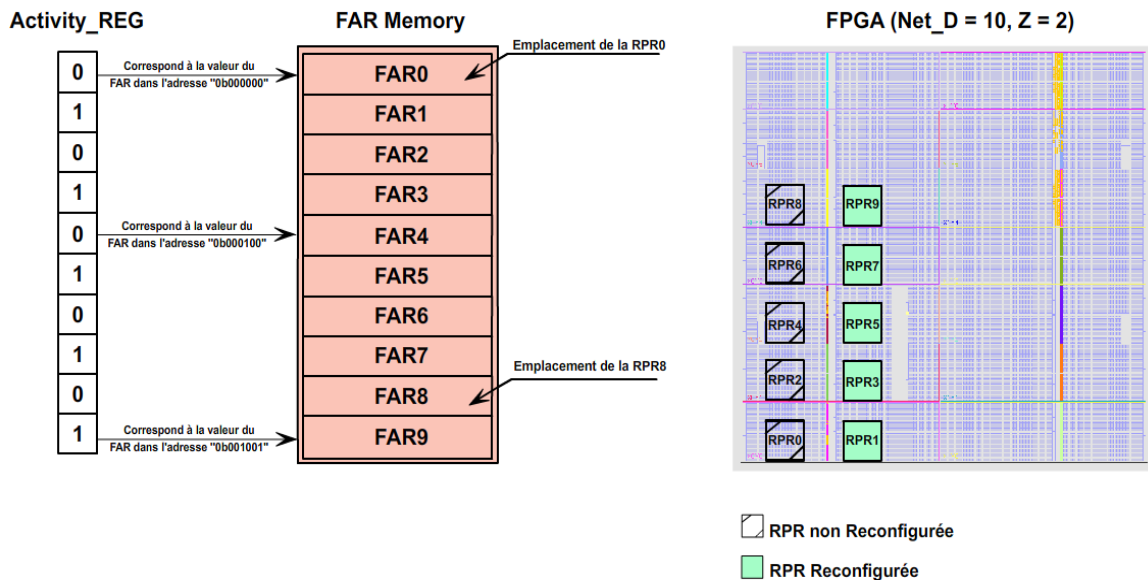 Activity_REG
FAR Memory
FPGA (Net_D = 10, Z = 2)
0
1
0
1
0
1
0
1
0
1
Correspond à la valeur du
FAR dans l'adresse "0b000000"
Correspond à la valeur du
FAR dans l'adresse "0b000100"
Correspond à la valeur du
FAR dans l'adresse "0b001001"
FAR0
FAR1
FAR2
FAR3
FAR4
FAR5
FAR6
FAR7
FAR8
FAR9
Emplacement de la RPR0
Emplacement de la RPR8
RPR8 RPR9
RPR6 RPR7
RPR4 RPR5
RPR2 RPR3
RPR0 RPR1
RPR non Reconfigurée
RPR Reconfigurée